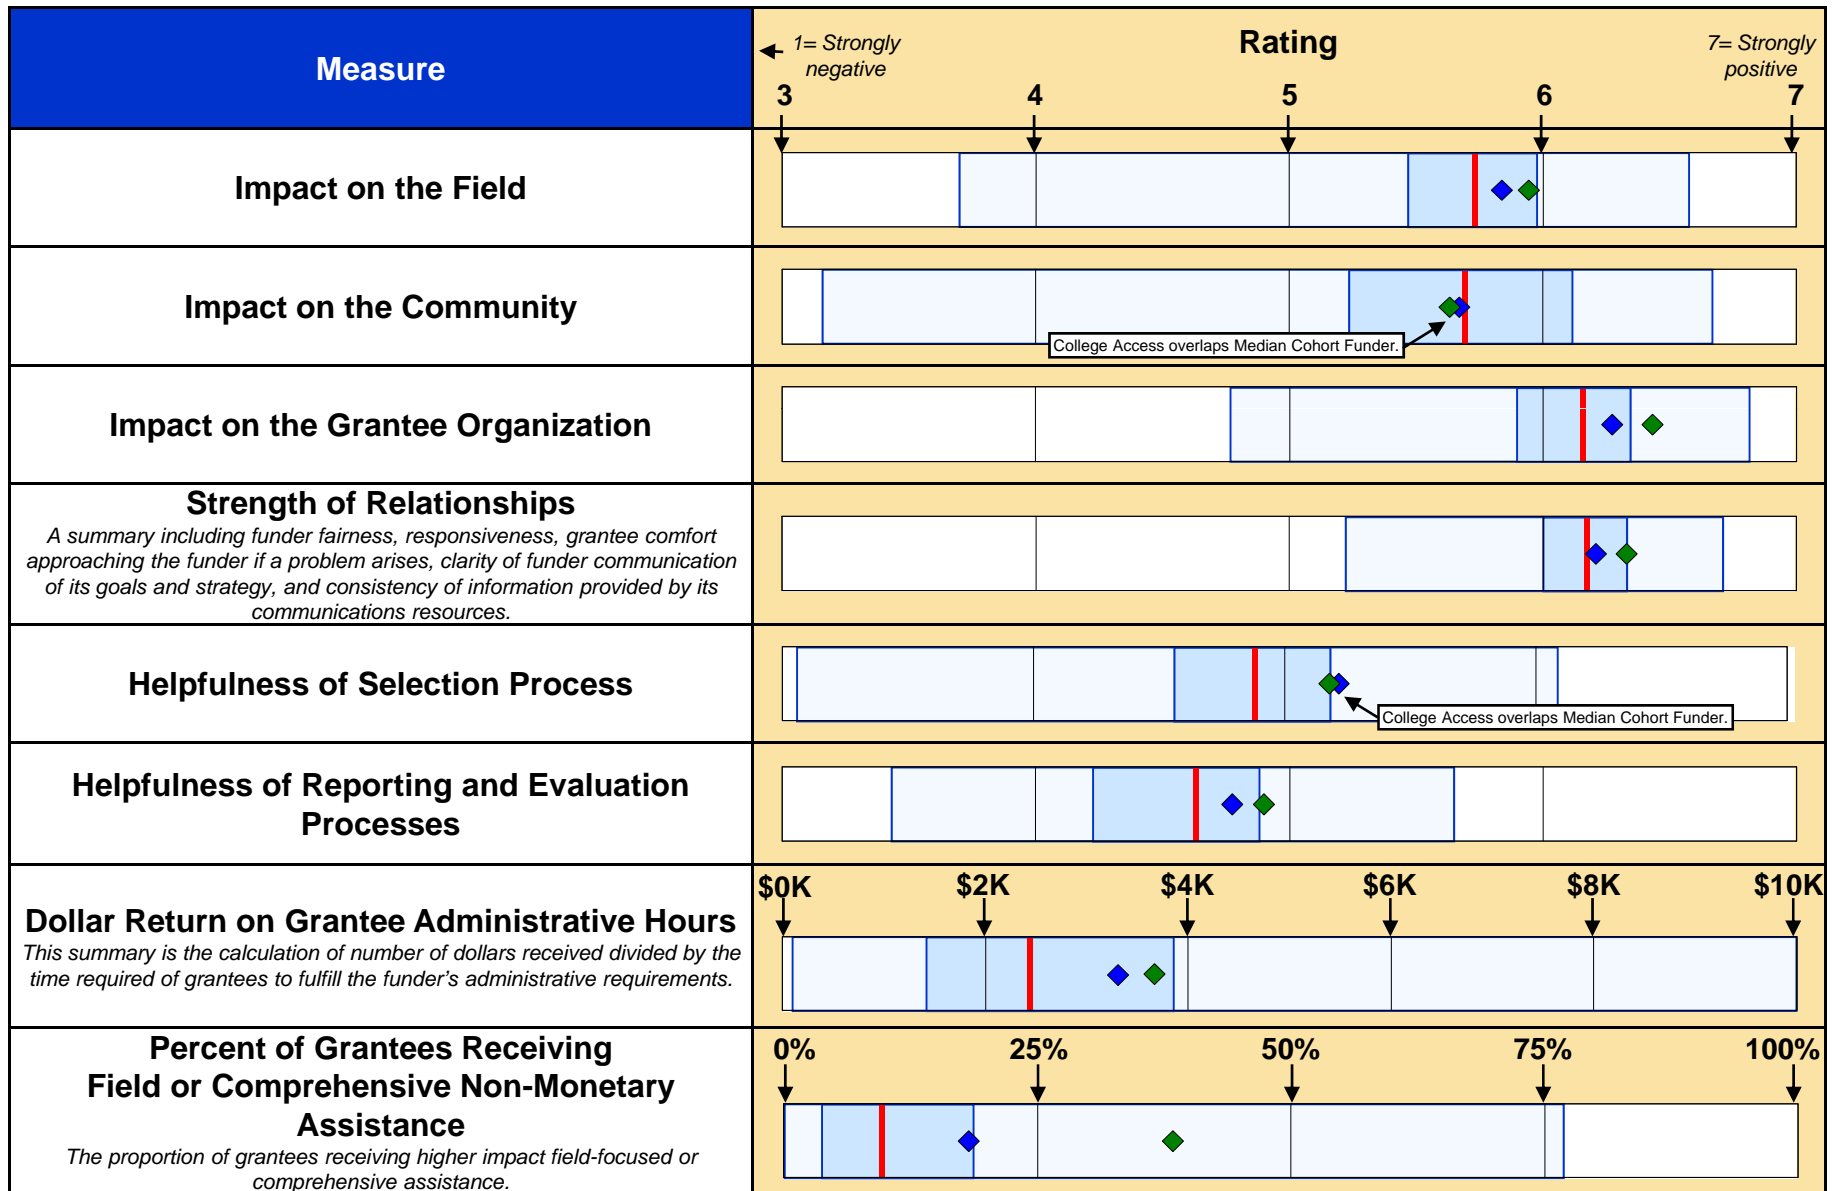 Measure
Rating
1= Strongly
negative
7= Strongly
positive
3 4 5 6 7
Impact on the Field
Impact on the Community
College Access overlaps Median Cohort Funder.
Impact on the Grantee Organization
Strength of Relationships
A summary including funder fairness, responsiveness, grantee comfort
approaching the funder if a problem arises, clarity of funder communication
of its goals and strategy, and consistency of information provided by its
communications resources.
Helpfulness of Selection Process
College Access overlaps Median Cohort Funder.
Helpfulness of Reporting and Evaluation
Processes
$0K $2K $4K $6K $8K $10K
Dollar Return on Grantee Administrative Hours
This summary is the calculation of number of dollars received divided by the
time required of grantees to fulfill the funder’s administrative requirements.
0% 25% 50% 75% 100%
Percent of Grantees Receiving
Field or Comprehensive Non-Monetary
Assistance
The proportion of grantees receiving higher impact field-focused or
comprehensive assistance.